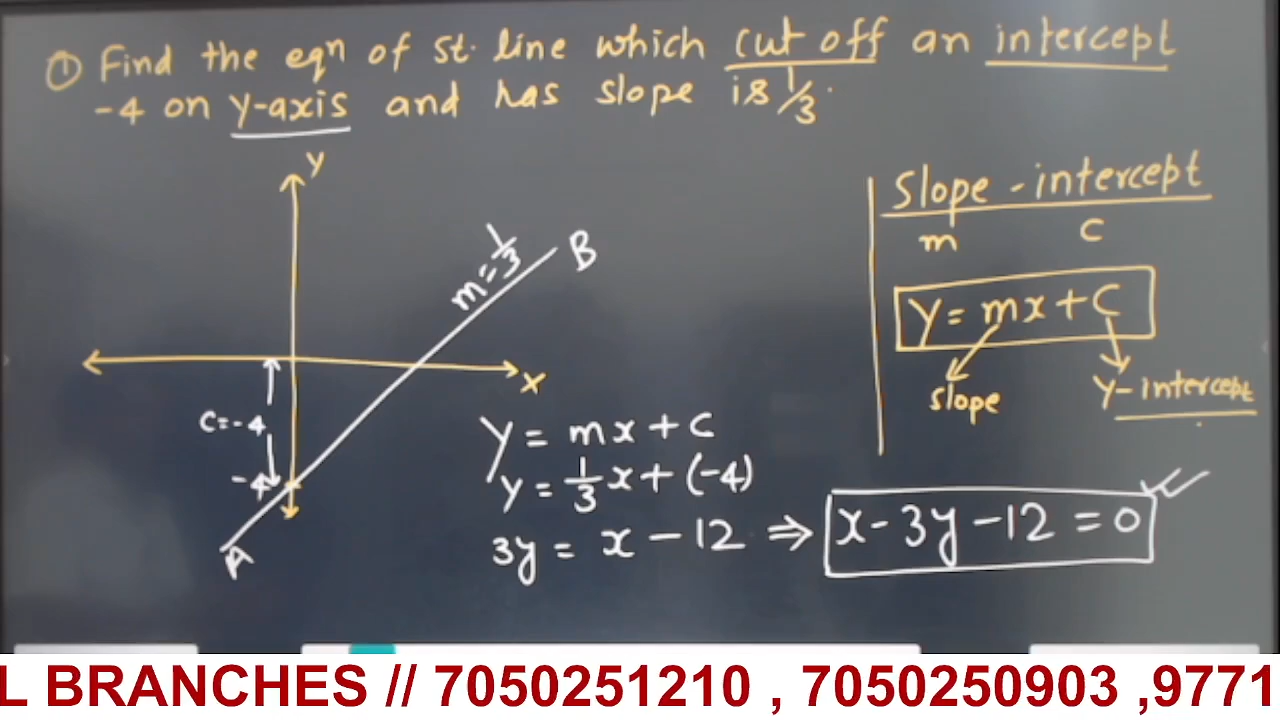 ① Find the eqn of st. line which cut off an intercept
-4 on y-axis and has slope is 1/3.
Y
Slope - intercept
m c
m = 1/3
B
Y = mx + C
x
slope Y-intercept
C = -4
-4
A
Y = mx + C
y = 1/3 x + (-4)
3y = x - 12 ⇒ x - 3y - 12 = 0
L BRANCHES // 7050251210 , 7050250903 ,9771